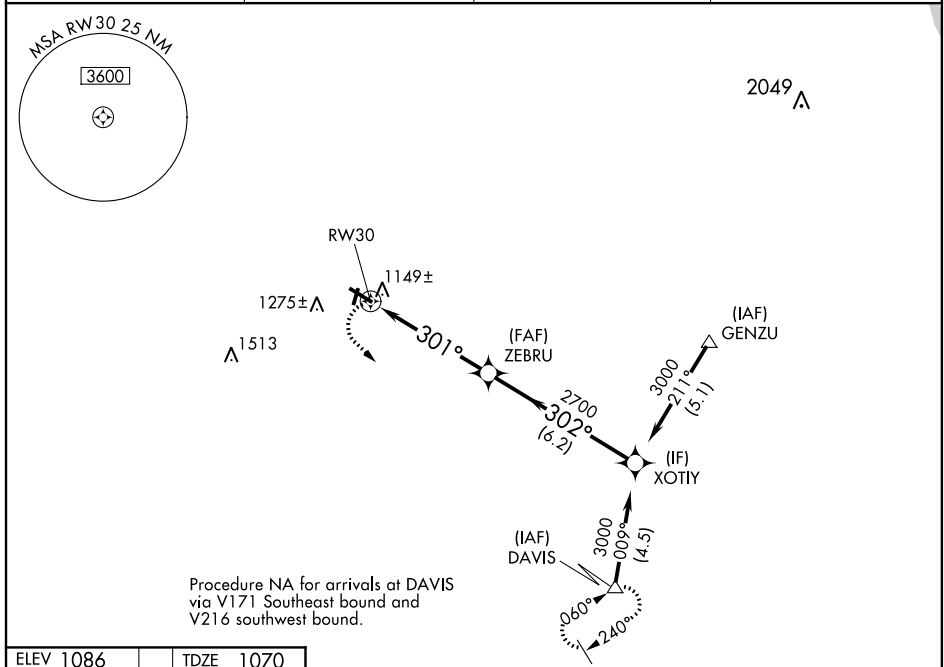 MSA RW30 25 NM
3600
2049
RW30
1149±
1275±
1513
301°
(FAF)
ZEBRU
(IAF)
GENZU
3000
211°
(5.1)
2700
302°
(6.2)
(IF)
XOTIY
3000
009°
(4.5)
(IAF)
DAVIS
060°
240°
Procedure NA for arrivals at DAVIS
via V171 Southeast bound and
V216 southwest bound.
ELEV 1086 TDZE 1070